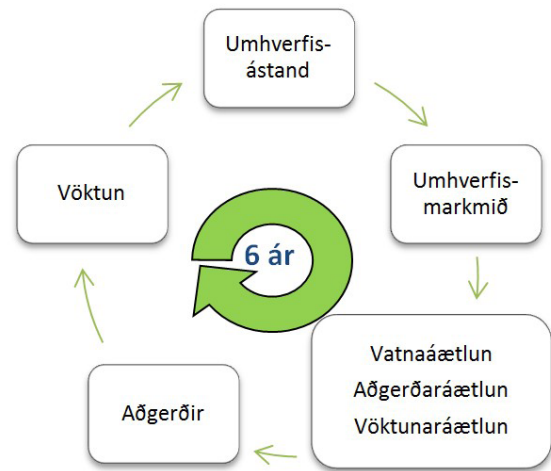 Umhverfis-
ástand
Umhverfis-
markmið
Vatnaáætlun
Aðgerðaráætlun
Vöktunaráætlun
Aðgerðir
Vöktun
6 ár